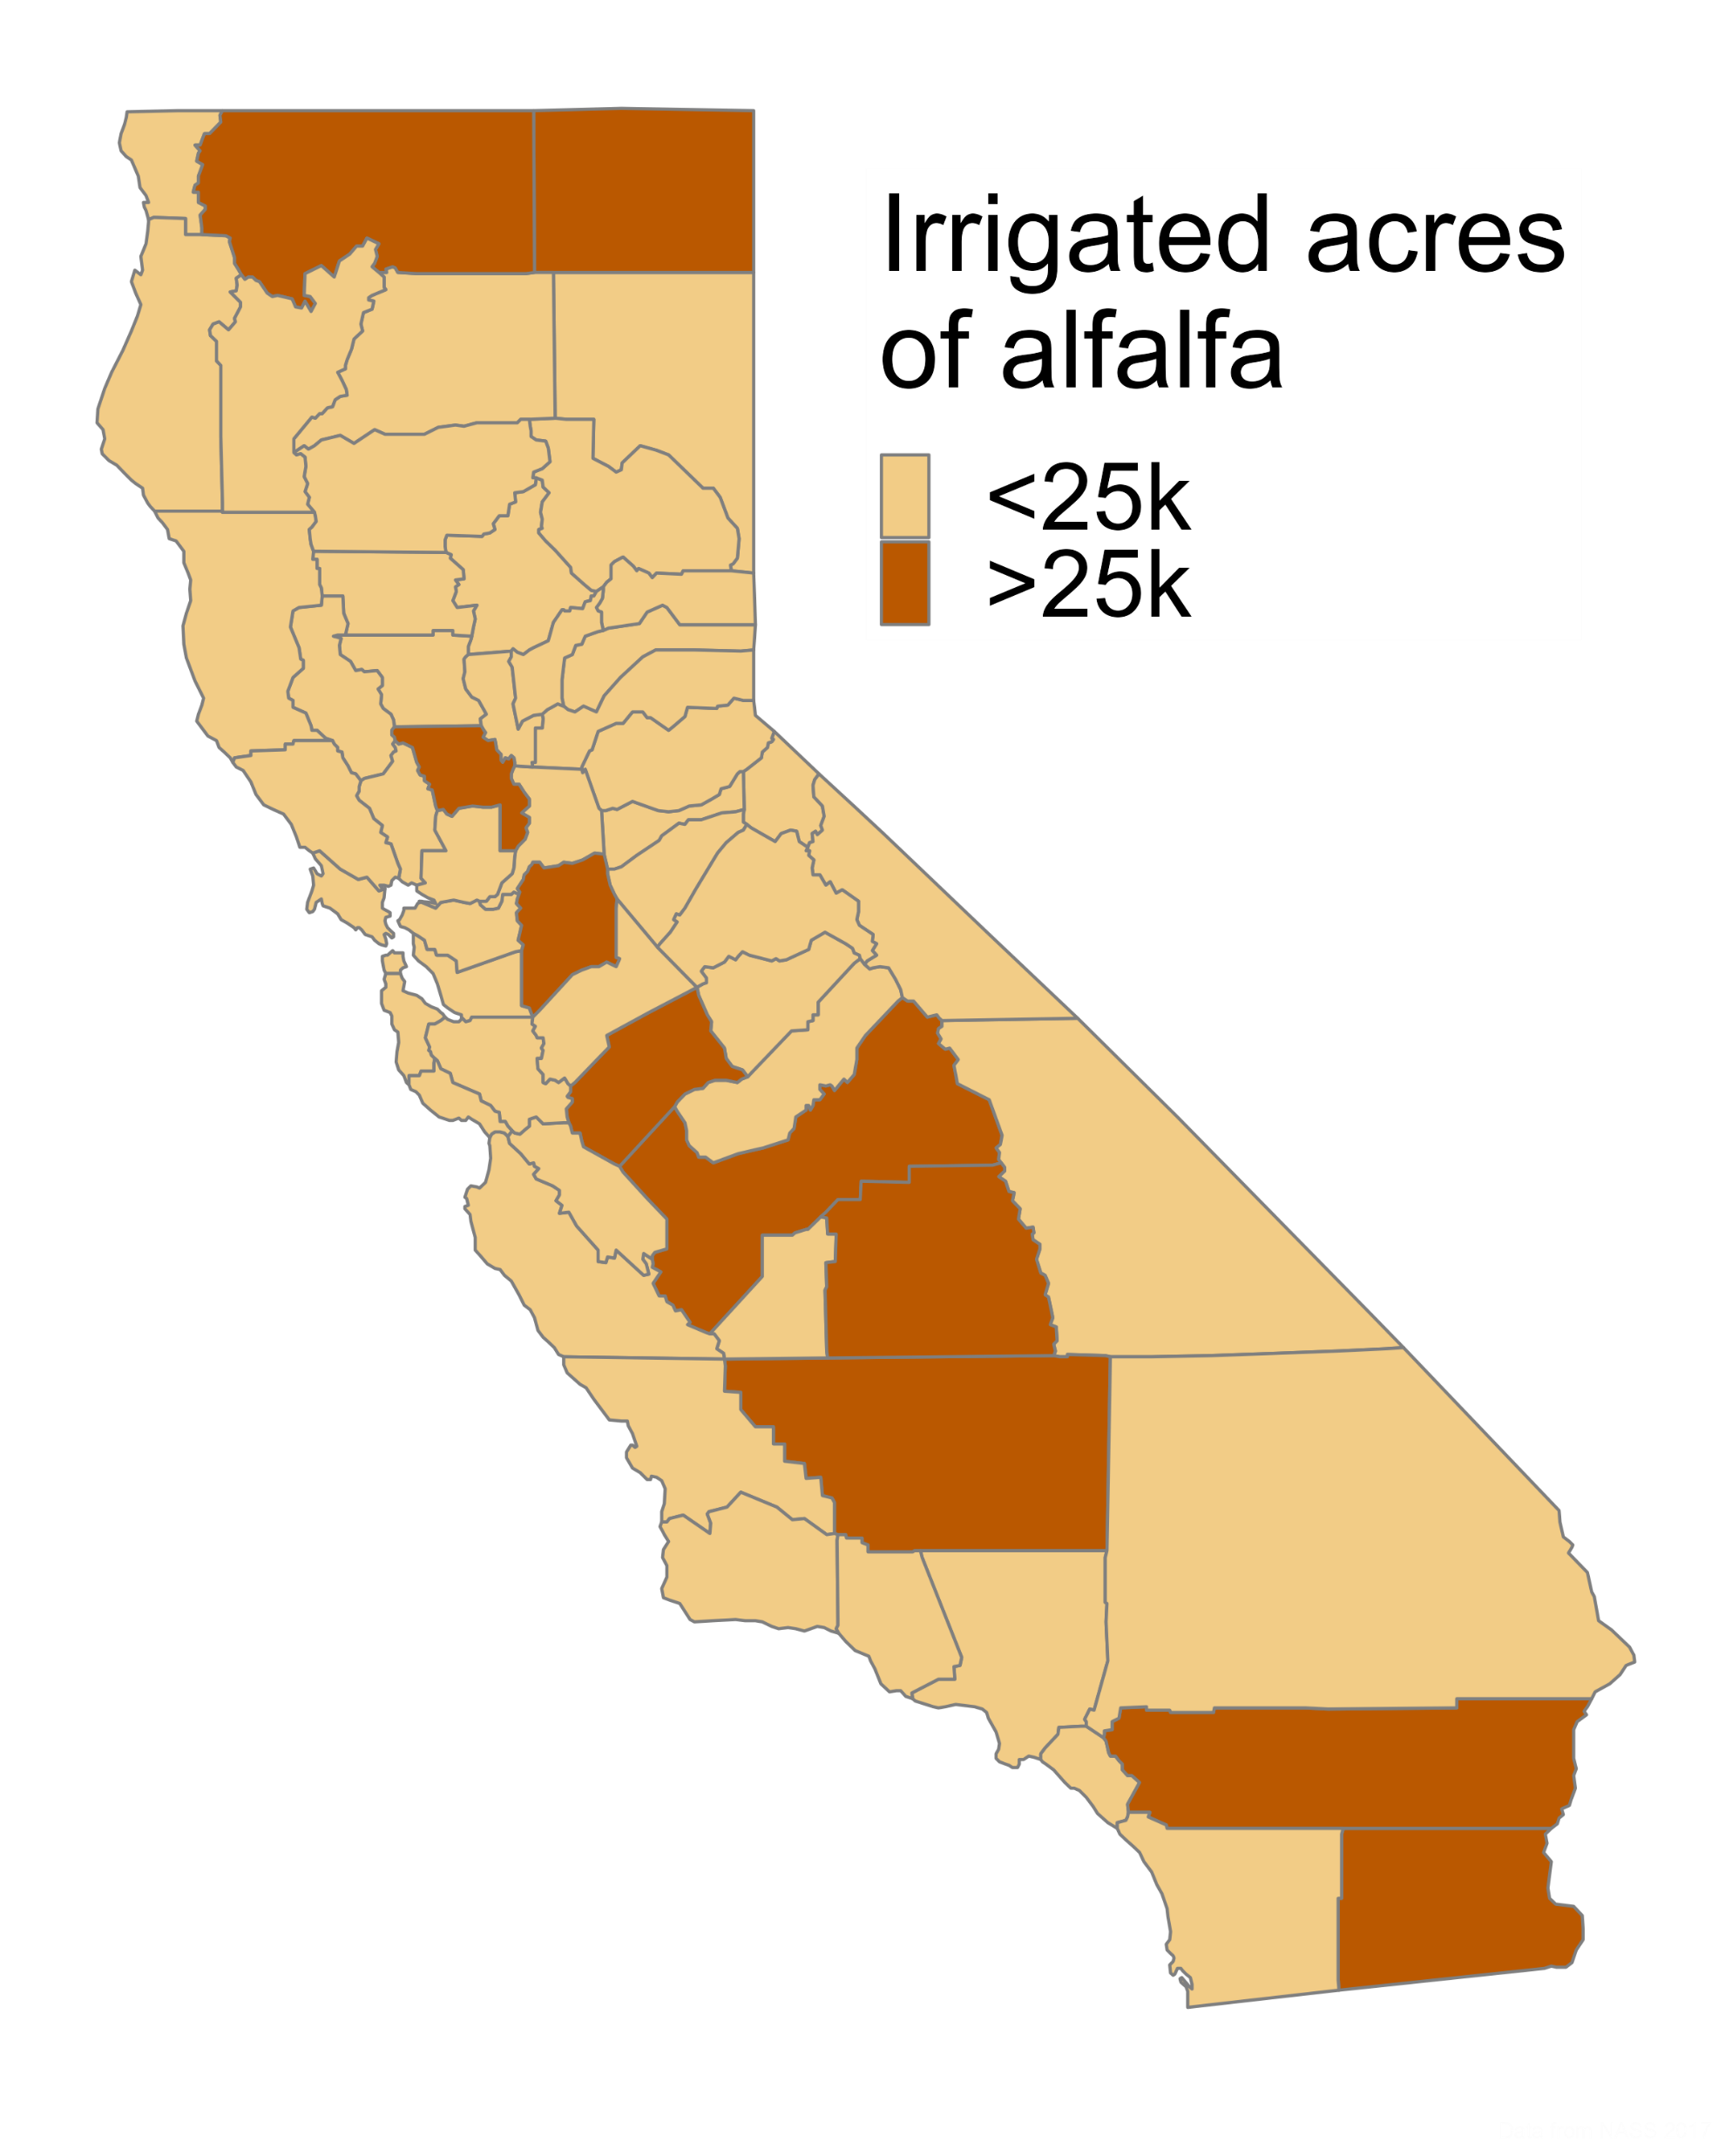 Irrigated acres
of alfalfa
<25k
>25k